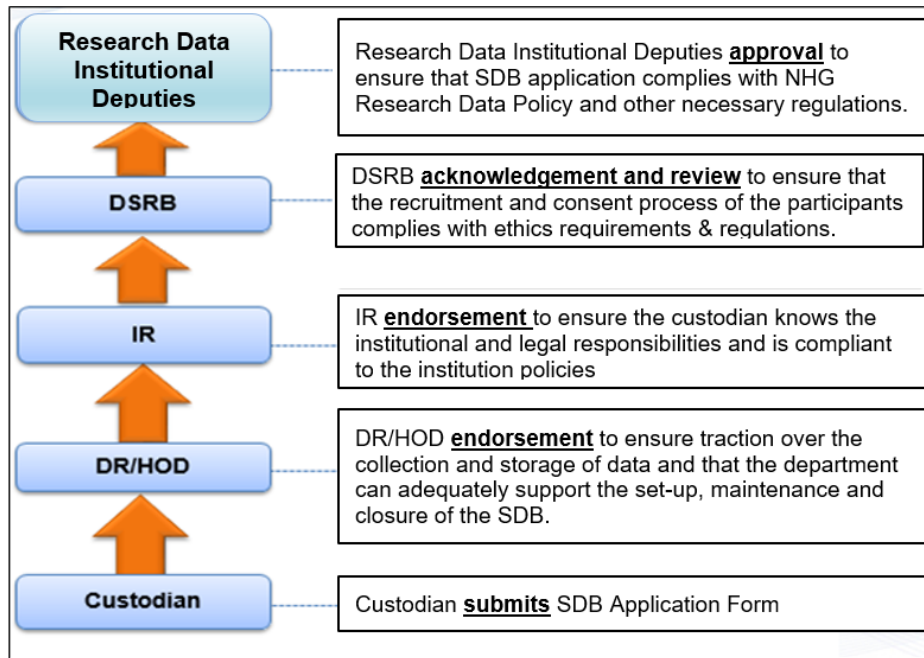 Research Data
Institutional
Deputies
Research Data Institutional Deputies approval to
ensure that SDB application complies with NHG
Research Data Policy and other necessary regulations.
DSRB
DSRB acknowledgement and review to ensure that
the recruitment and consent process of the participants
complies with ethics requirements & regulations.
IR
IR endorsement to ensure the custodian knows the
institutional and legal responsibilities and is compliant
to the institution policies
DR/HOD
DR/HOD endorsement to ensure traction over the
collection and storage of data and that the department
can adequately support the set-up, maintenance and
closure of the SDB.
Custodian
Custodian submits SDB Application Form